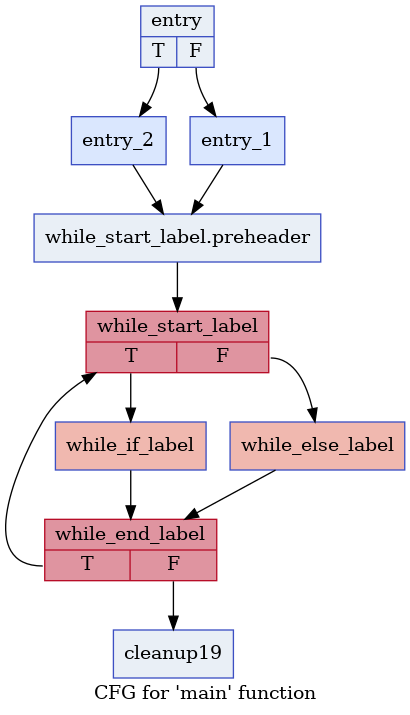 entry
T F
entry_2 entry_1
while_start_label.preheader
while_start_label
T F
while_if_label while_else_label
while_end_label
T F
cleanup19
CFG for 'main' function